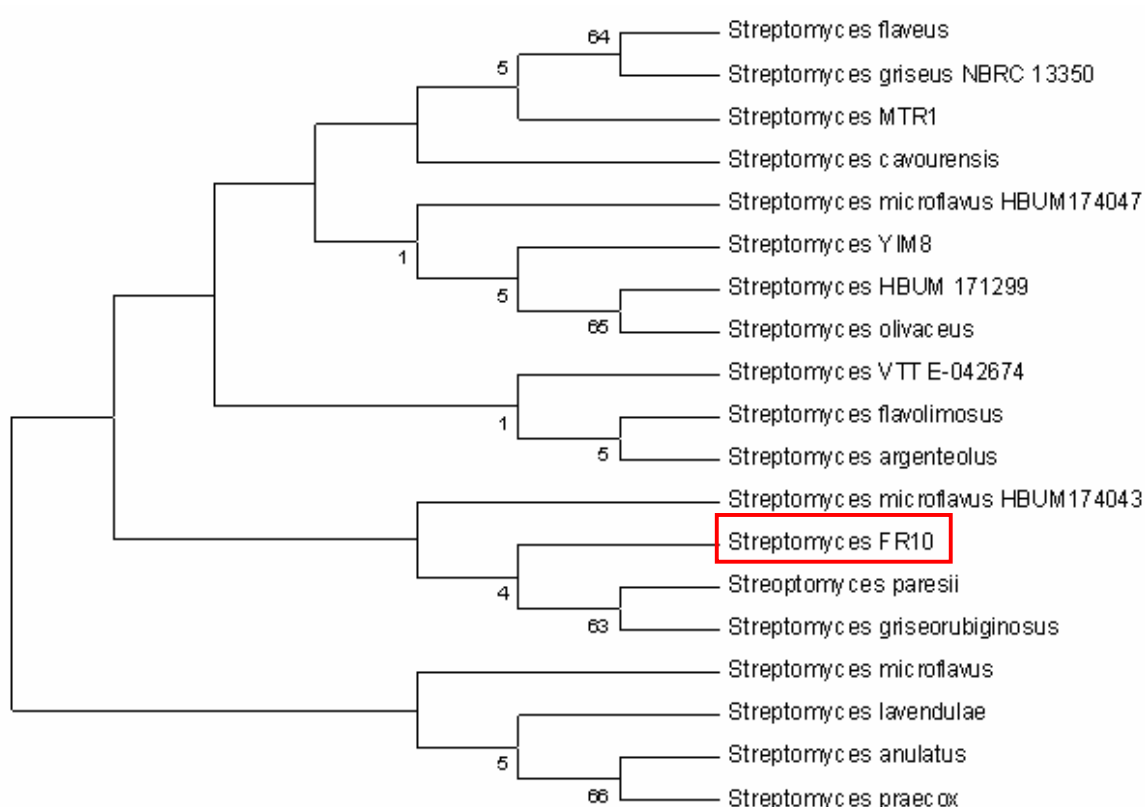 64
Streptomyces flaveus
5
Streptomyces griseus NBRC 13350
Streptomyces MTR1
Streptomyces cavourensis
Streptomyces microflavus HBUM174047
1
Streptomyces YIM8
5
Streptomyces HBUM 171299
65
Streptomyces olivaceus
Streptomyces VTT E-042674
1
Streptomyces flavolimosus
5
Streptomyces argenteolus
Streptomyces microflavus HBUM174043
Streptomyces FR10
4
Streoptomyces paresii
63
Streptomyces griseorubiginosus
Streptomyces microflavus
Streptomyces lavendulae
5
Streptomyces anulatus
66
Streptomyces praecox